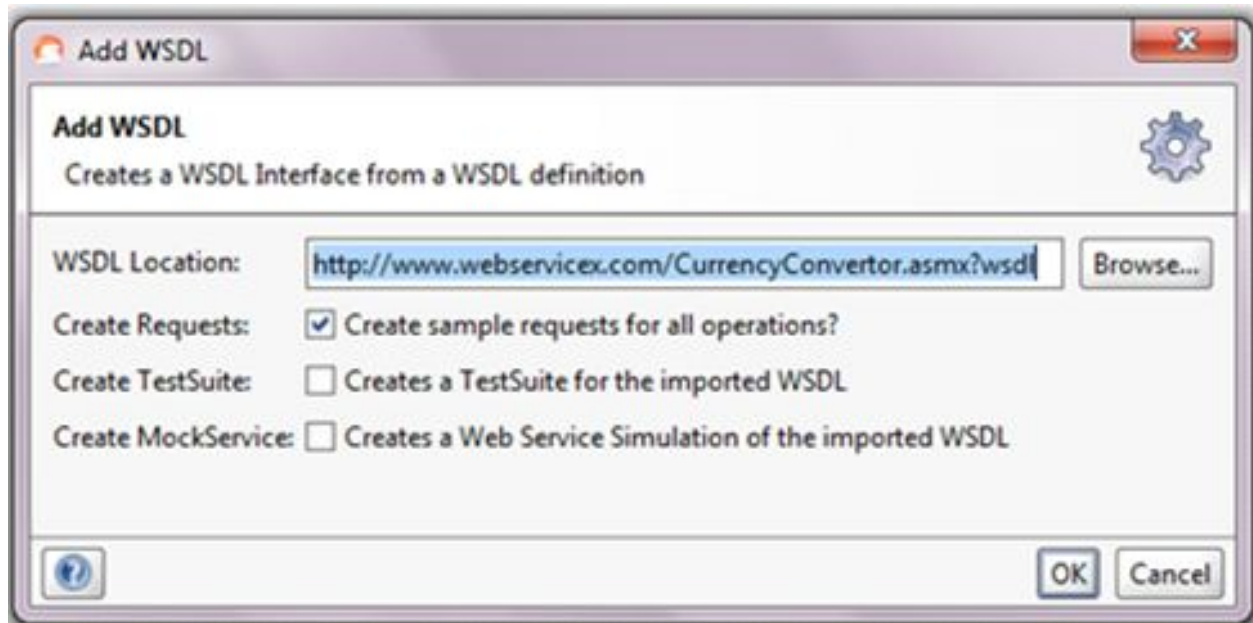 Add WSDL
Add WSDL
Creates a WSDL Interface from a WSDL definition
WSDL Location: http://www.webservicex.com/CurrencyConvertor.asmx?wsdl Browse...
Create Requests: Create sample requests for all operations?
Create TestSuite: Creates a TestSuite for the imported WSDL
Create MockService: Creates a Web Service Simulation of the imported WSDL
OK Cancel